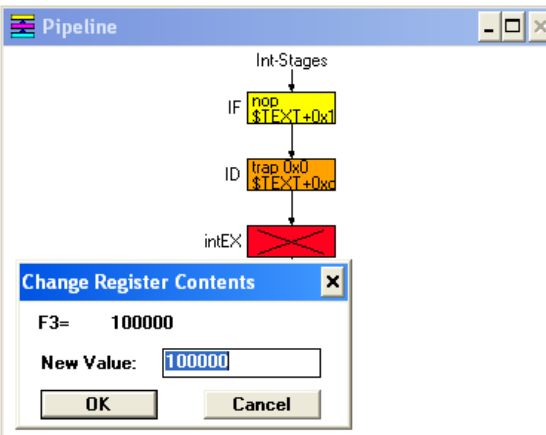 Pipeline
Int-Stages
IF
nop
$TEXT+0x1
ID
trap 0x0
$TEXT+0xc
intEX
Change Register Contents
F3= 100000
New Value: 100000
OK Cancel